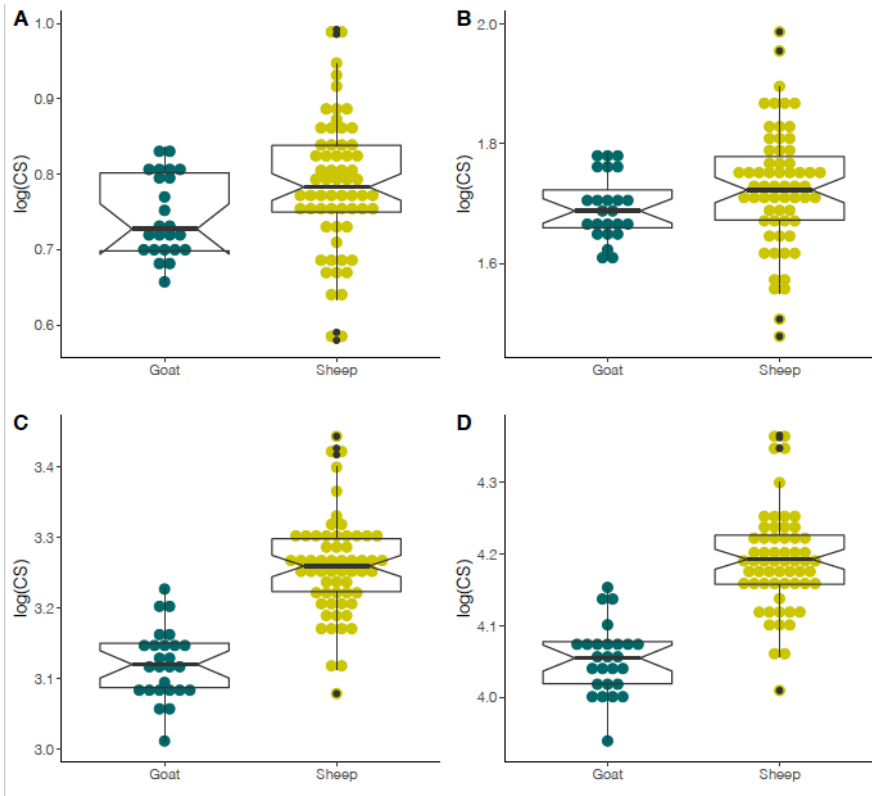 A
B
1.0
0.9
0.8
0.7
0.6
log(CS)
Goat
Sheep
2.0
1.8
1.6
log(CS)
Goat
Sheep
C
D
3.4
3.3
3.2
3.1
3.0
log(CS)
Goat
Sheep
4.3
4.2
4.1
4.0
log(CS)
Goat
Sheep